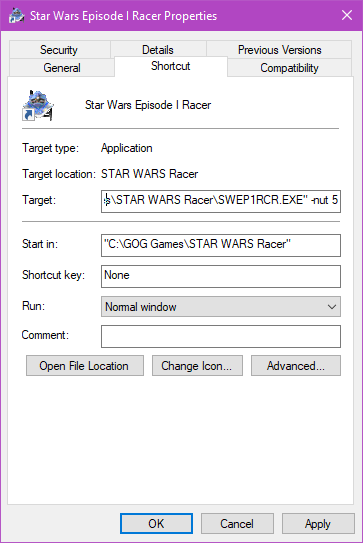 Star Wars Episode I Racer Properties
Security Details Previous Versions
General Shortcut Compatibility
Star Wars Episode I Racer
Target type: Application
Target location: STAR WARS Racer
Target: s\STAR WARS Racer\SWEP1RCR.EXE" -nut 5
Start in: "C:\GOG Games\STAR WARS Racer"
Shortcut key: None
Run: Normal window
Comment:
Open File Location Change Icon... Advanced...
OK Cancel Apply